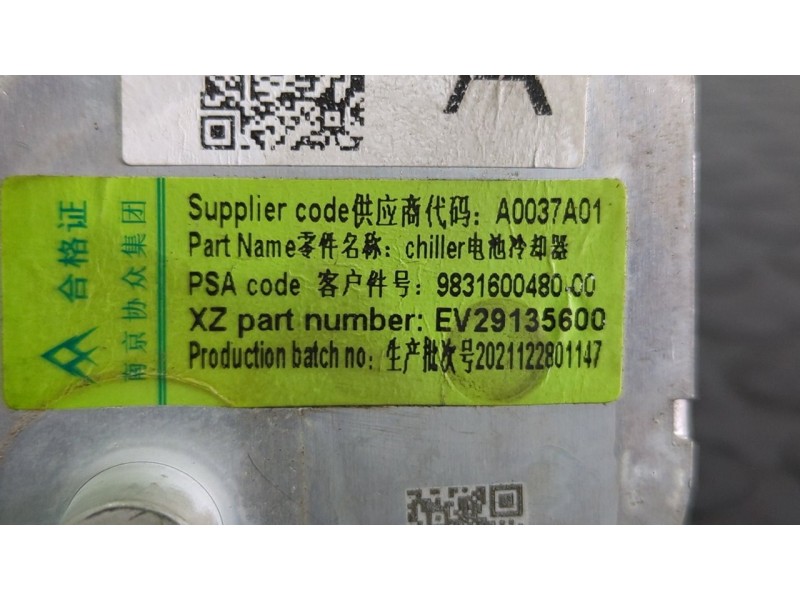 A
合格证
南京协众集团
Supplier code供应商代码：A0037A01
Part Name零件名称：chiller电池冷却器
PSA code 客户件号：9831600480-00
XZ part number: EV29135600
Production batch no: 生产批次号2021122801147